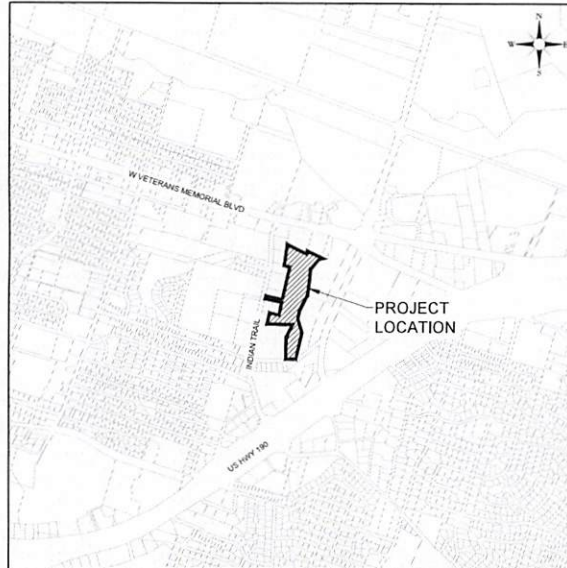 N
W E
S
W VETERANS MEMORIAL BLVD
PROJECT
LOCATION
INDIAN TRAIL
US HWY 190